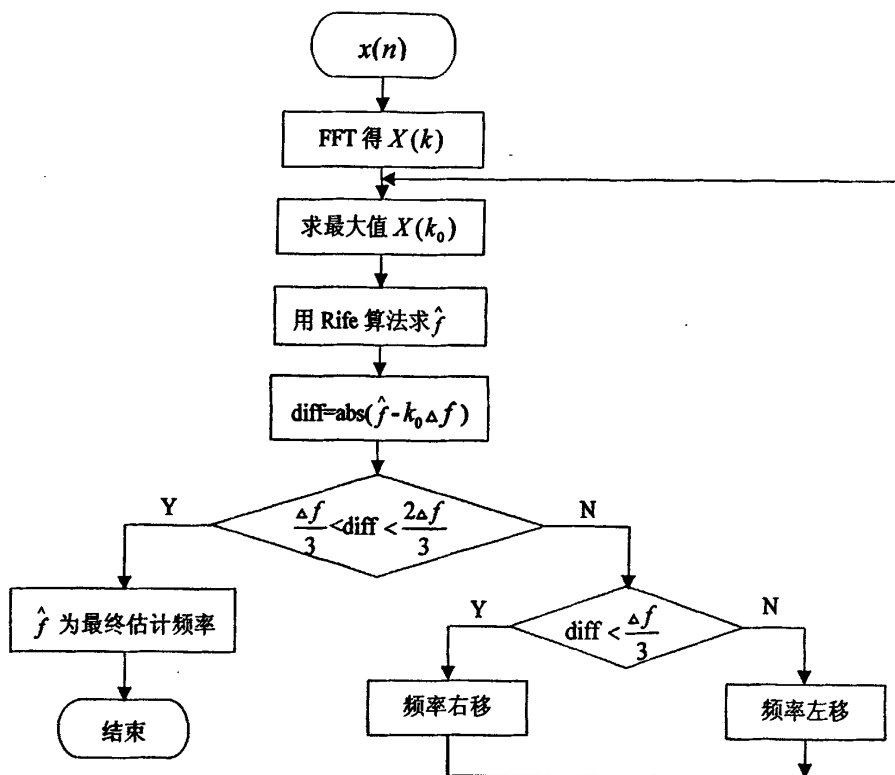 x(n)
FFT 得 X(k)
求最大值 X(k₀)
用 Rife 算法求 f̂
diff=abs(f̂-k₀△f)
Y
△f/3<diff<2△f/3
N
f̂ 为最终估计频率
Y
diff<△f/3
N
结束
频率右移
频率左移